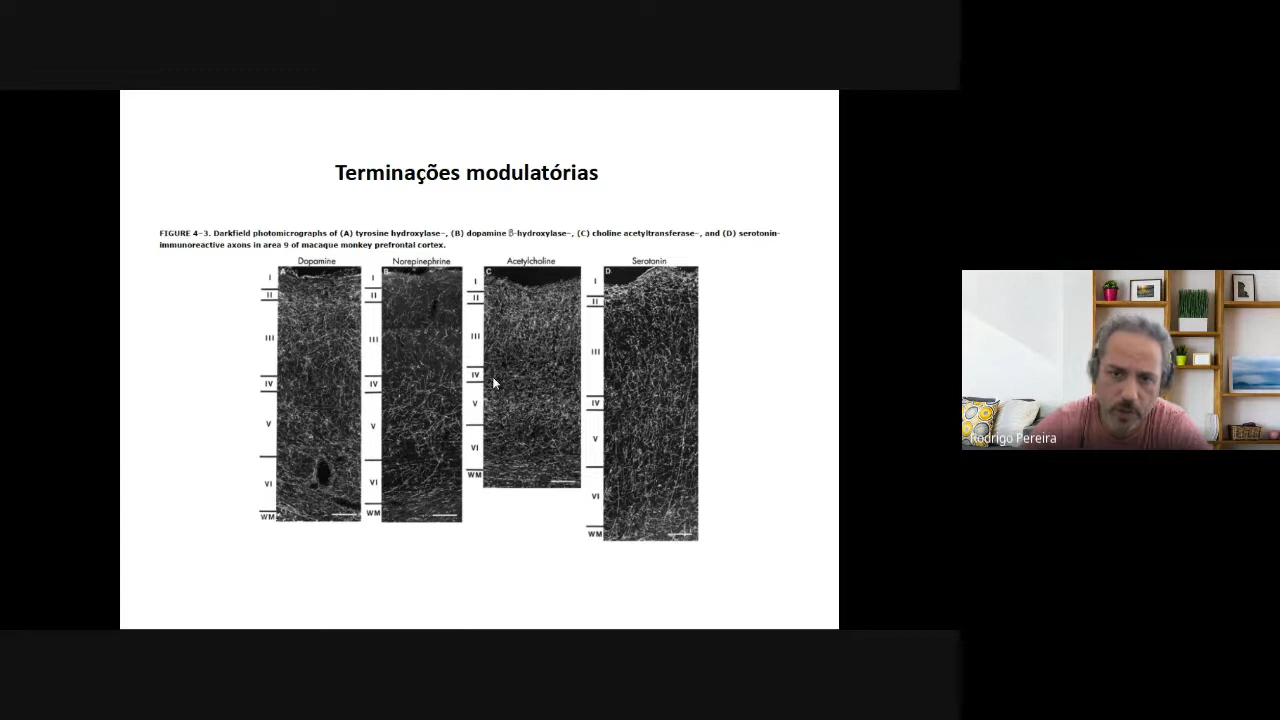 Terminações modulatórias
FIGURE 4–3. Darkfield photomicrographs of (A) tyrosine hydroxylase–, (B) dopamine β-hydroxylase–, (C) choline acetyltransferase–, and (D) serotonin-
immunoreactive axons in area 9 of macaque monkey prefrontal cortex.
Dopamine Norepinephrine Acetylcholine Serotonin
A B C D
I I I I
II II II II
III III III III
IV IV IV IV
V V V V
VI VI VI VI
WM WM WM WM
Rodrigo Pereira